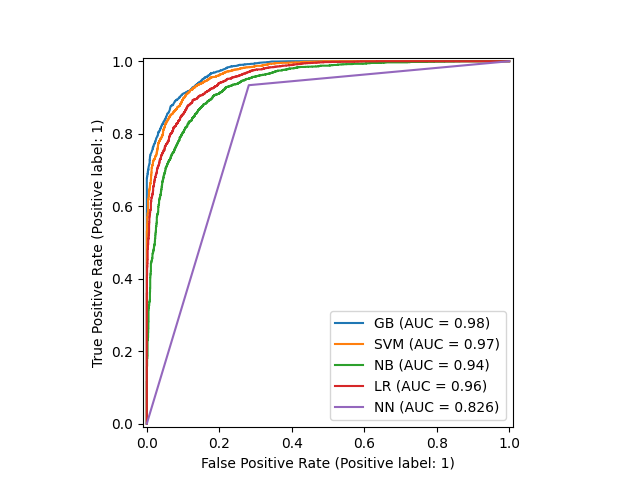 1.0
0.8
0.6
0.4
0.2
0.0
True Positive Rate (Positive label: 1)
GB (AUC = 0.98)
SVM (AUC = 0.97)
NB (AUC = 0.94)
LR (AUC = 0.96)
NN (AUC = 0.826)
0.0 0.2 0.4 0.6 0.8 1.0
False Positive Rate (Positive label: 1)